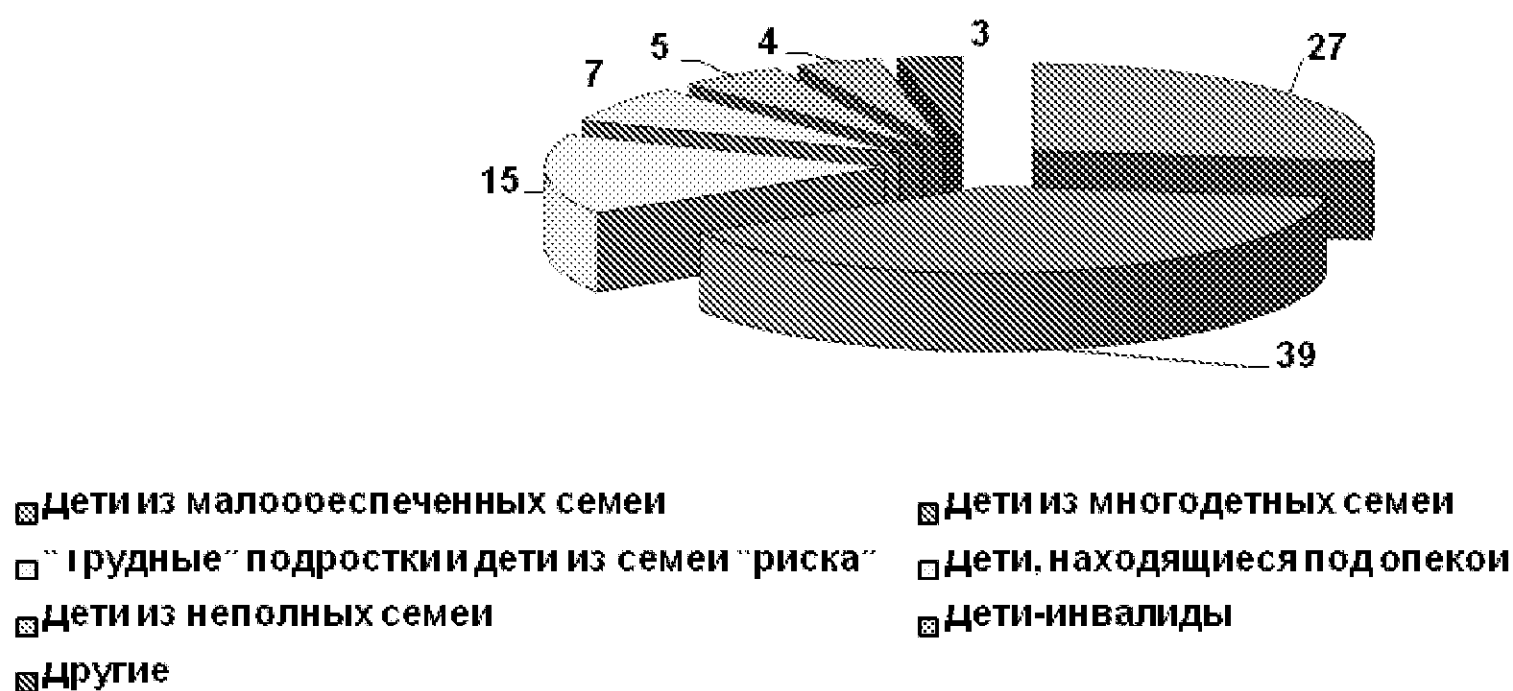 3
27
4
5
7
15
39
Дети из малообеспеченных семей
Дети из многодетных семей
"Трудные" подростки и дети из семей "риска"
Дети, находящиеся под опекой
Дети из неполных семей
Дети-инвалиды
Другие